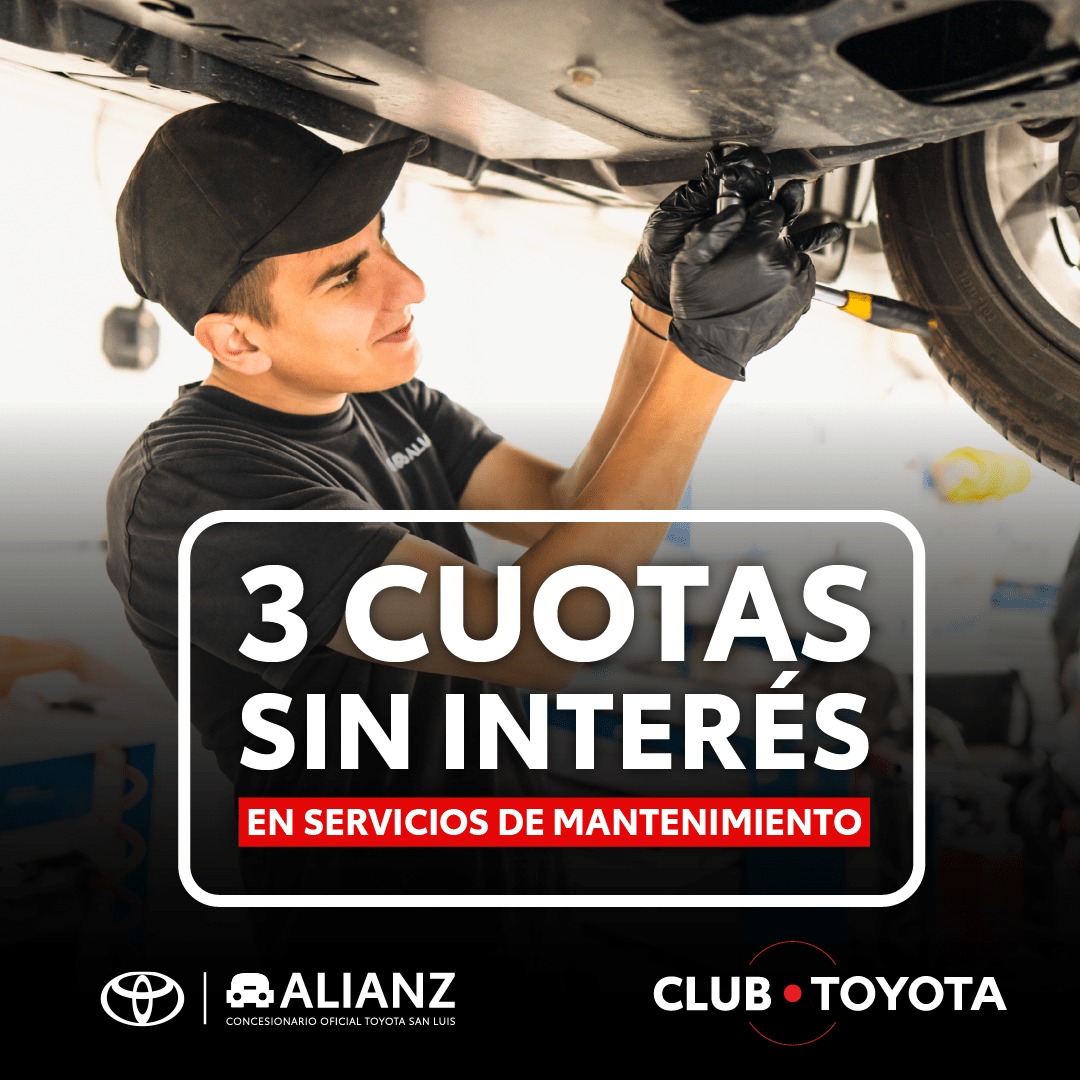 3 CUOTAS
SIN INTERÉS
EN SERVICIOS DE MANTENIMIENTO
ALIANZ
CONCESIONARIO OFICIAL TOYOTA SAN LUIS
CLUB • TOYOTA